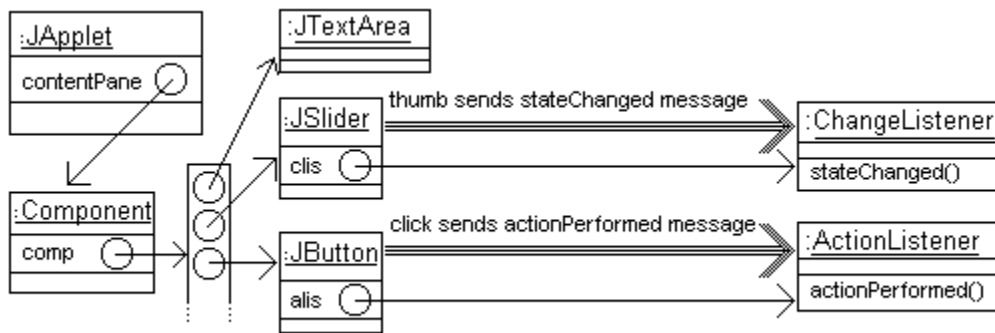 :JApplet
contentPane
:JTextArea
:JSlider
clis
thumb sends stateChanged message
:ChangeListener
stateChanged()
:Component
comp
:JButton
alis
click sends actionPerformed message
:ActionListener
actionPerformed()